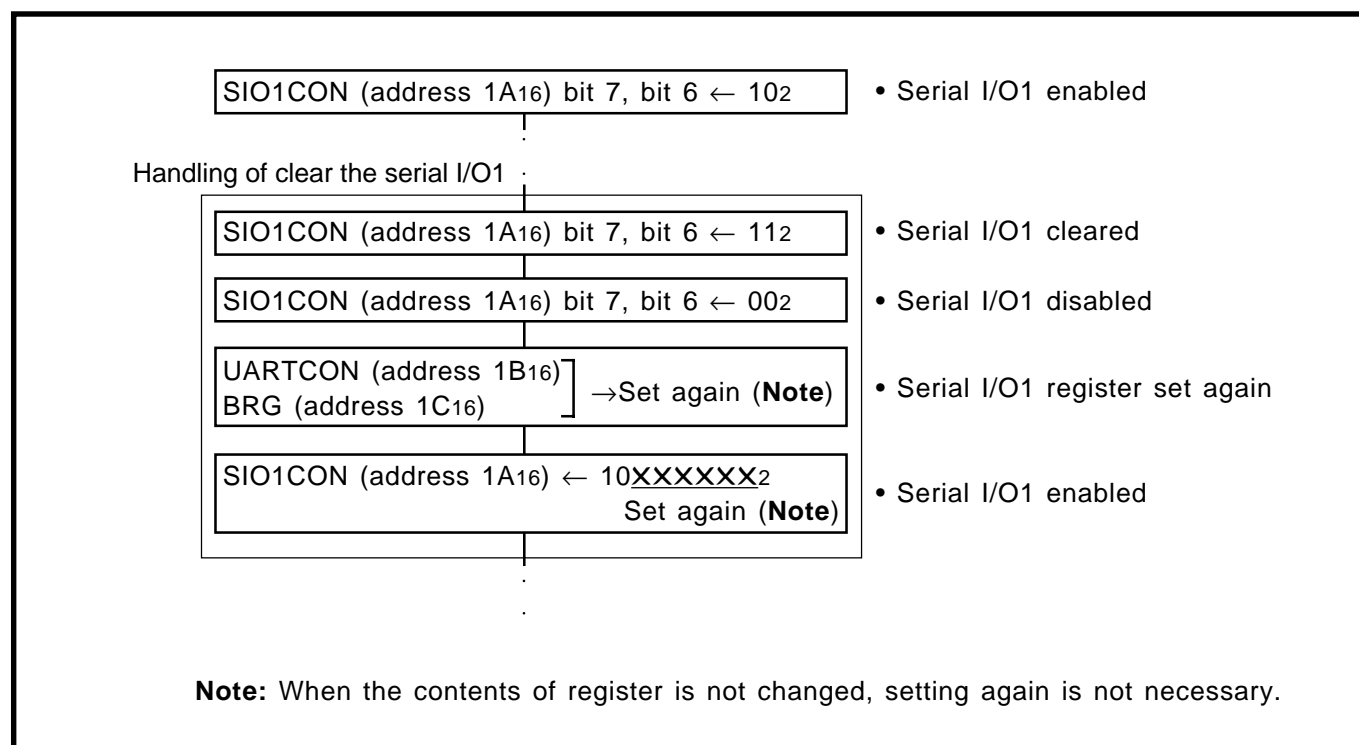 SIO1CON (address 1A16) bit 7, bit 6 ← 102 • Serial I/O1 enabled
Handling of clear the serial I/O1
SIO1CON (address 1A16) bit 7, bit 6 ← 112 • Serial I/O1 cleared
SIO1CON (address 1A16) bit 7, bit 6 ← 002 • Serial I/O1 disabled
UARTCON (address 1B16)
BRG (address 1C16)
→Set again (Note) • Serial I/O1 register set again
SIO1CON (address 1A16) ← 10XXXXXX2
Set again (Note)
• Serial I/O1 enabled
Note: When the contents of register is not changed, setting again is not necessary.